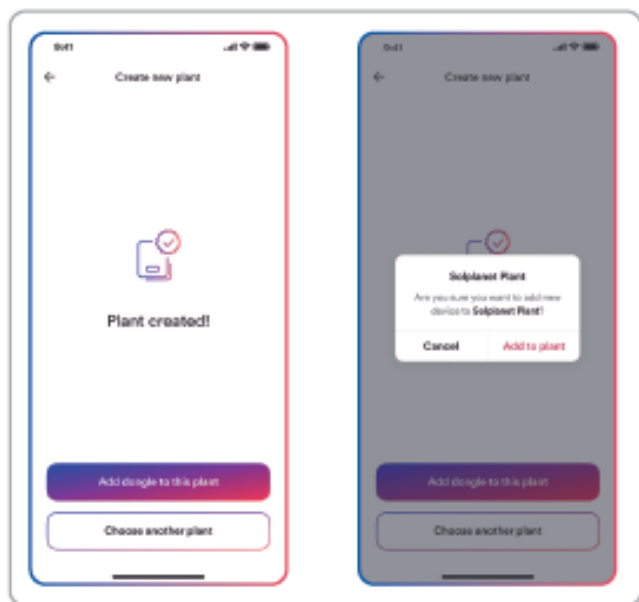 9:41
Create new plant
Plant created!
Add dongle to this plant
Choose another plant
9:41
Create new plant
Solplanet Plant
Are you sure you want to add new
device to Solplanet Plant!
Cancel
Add to plant
Add dongle to this plant
Choose another plant